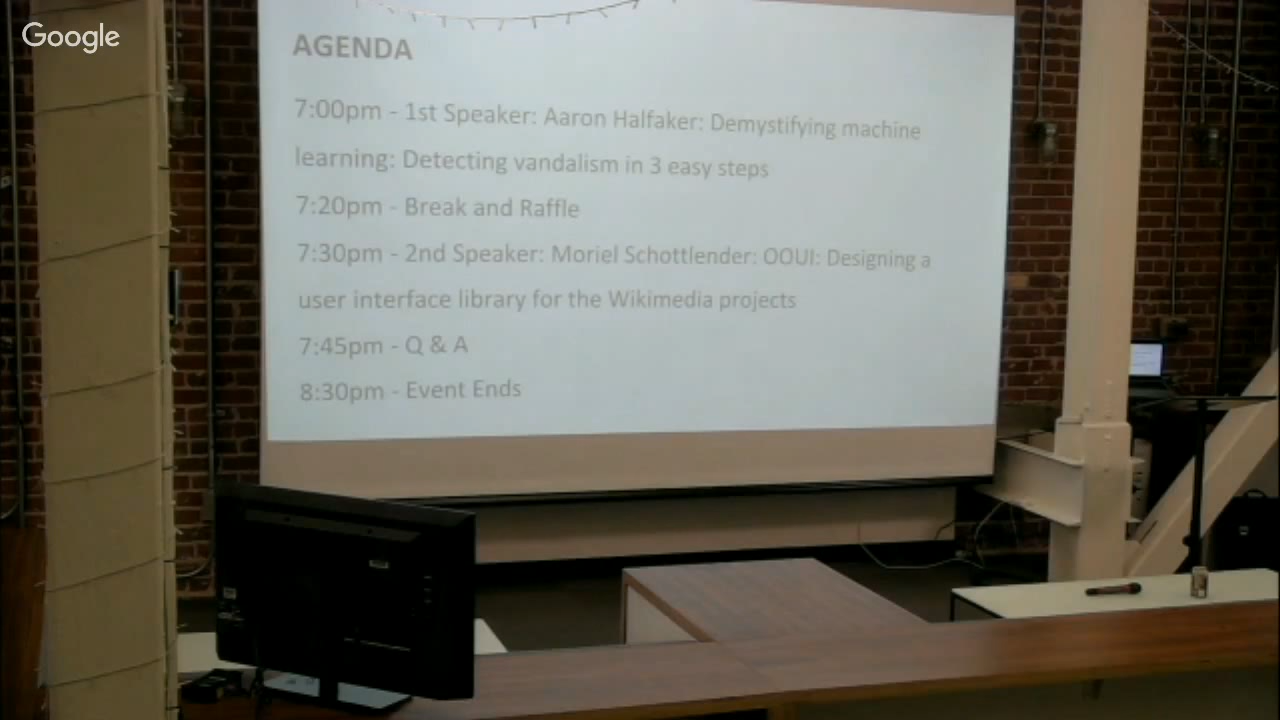 Google
AGENDA
7:00pm - 1st Speaker: Aaron Halfaker: Demystifying machine
learning: Detecting vandalism in 3 easy steps
7:20pm - Break and Raffle
7:30pm - 2nd Speaker: Moriel Schottlender: OOUI: Designing a
user interface library for the Wikimedia projects
7:45pm - Q & A
8:30pm - Event Ends